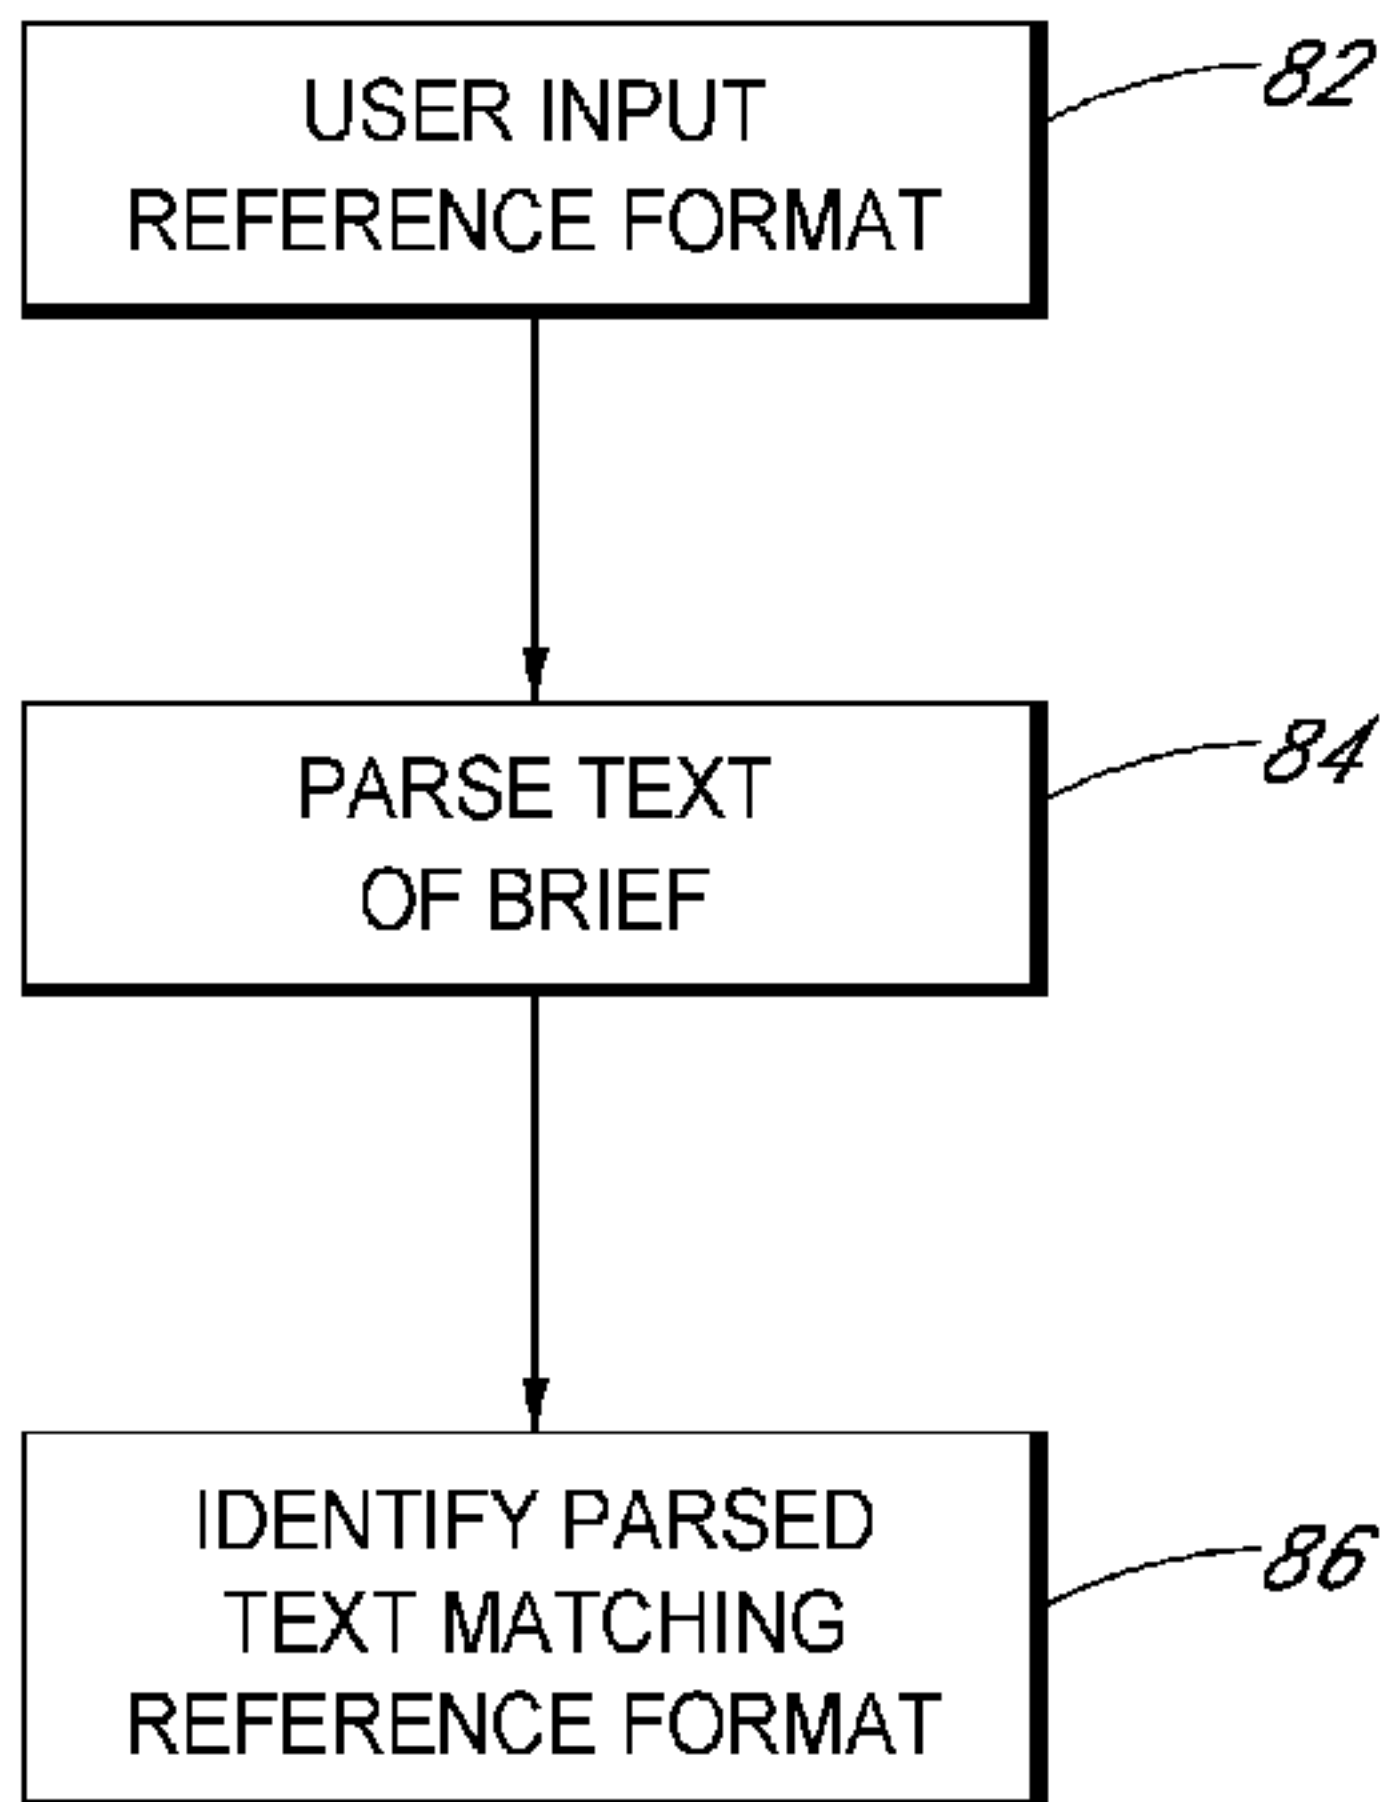 USER INPUT
REFERENCE FORMAT
82
PARSE TEXT
OF BRIEF
84
IDENTIFY PARSED
TEXT MATCHING
REFERENCE FORMAT
86